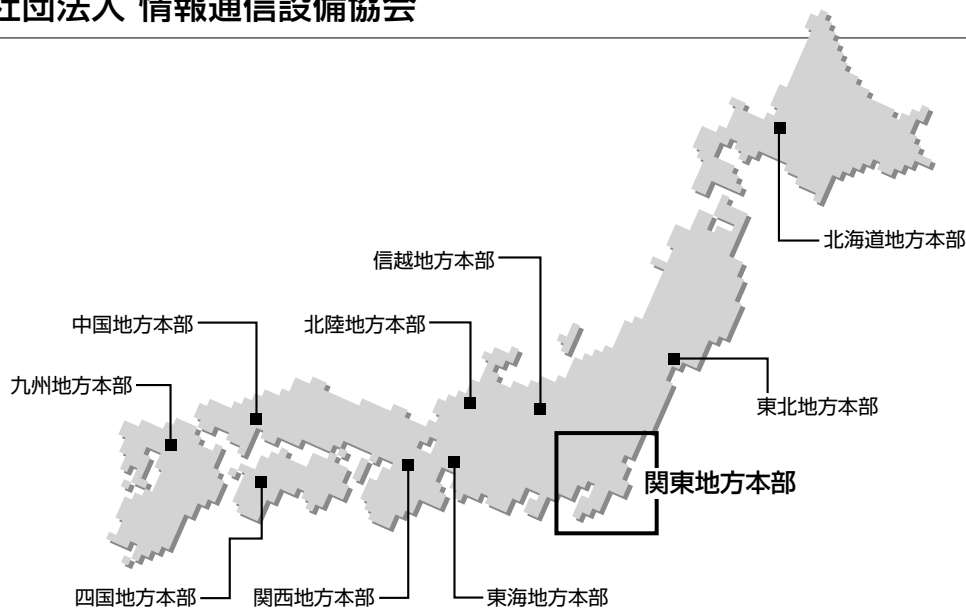 社団法人 情報通信設備協会
北海道地方本部
信越地方本部
中国地方本部
北陸地方本部
九州地方本部
東北地方本部
関東地方本部
四国地方本部
関西地方本部
東海地方本部